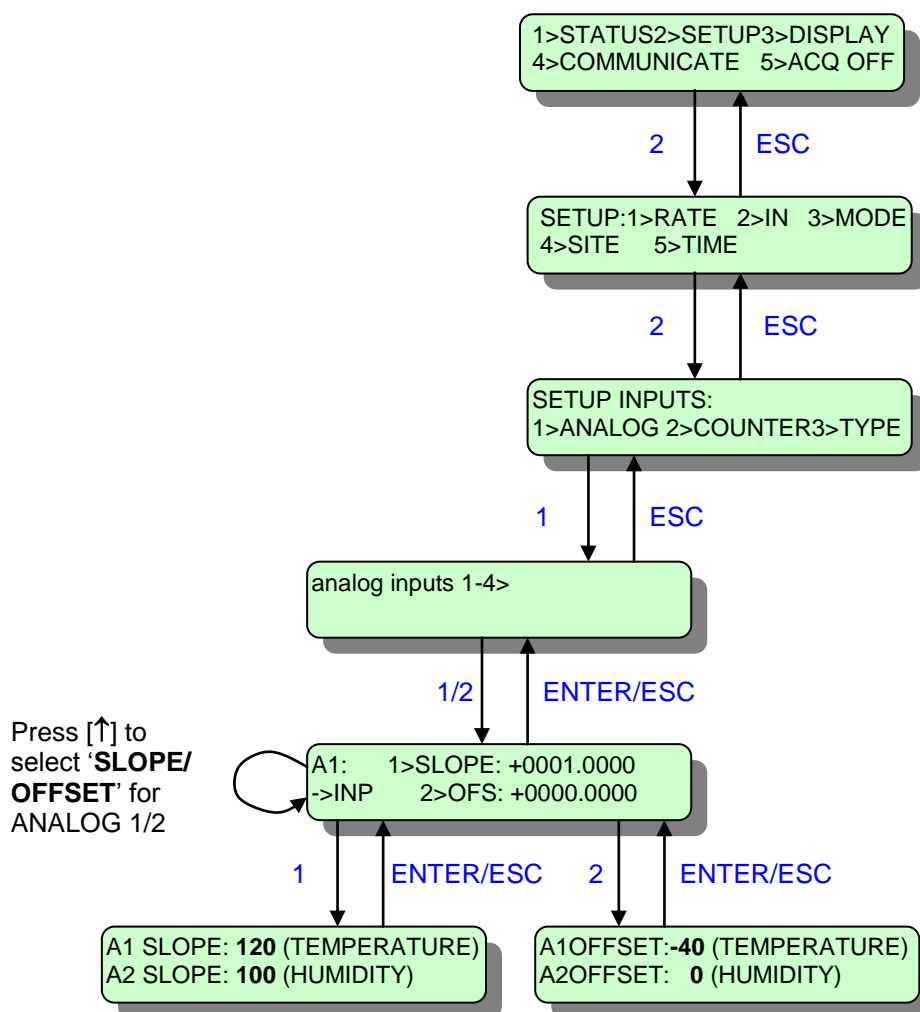 1>STATUS2>SETUP3>DISPLAY
4>COMMUNICATE 5>ACQ OFF
2
ESC
SETUP:1>RATE 2>IN 3>MODE
4>SITE 5>TIME
2
ESC
SETUP INPUTS:
1>ANALOG 2>COUNTER3>TYPE
1
ESC
analog inputs 1-4>
1/2
ENTER/ESC
Press [↑] to
select ‘SLOPE/
OFFSET’ for
ANALOG 1/2
A1: 1>SLOPE: +0001.0000
->INP 2>OFS: +0000.0000
1
ENTER/ESC
2
ENTER/ESC
A1 SLOPE: 120 (TEMPERATURE)
A2 SLOPE: 100 (HUMIDITY)
A1OFFSET:-40 (TEMPERATURE)
A2OFFSET: 0 (HUMIDITY)